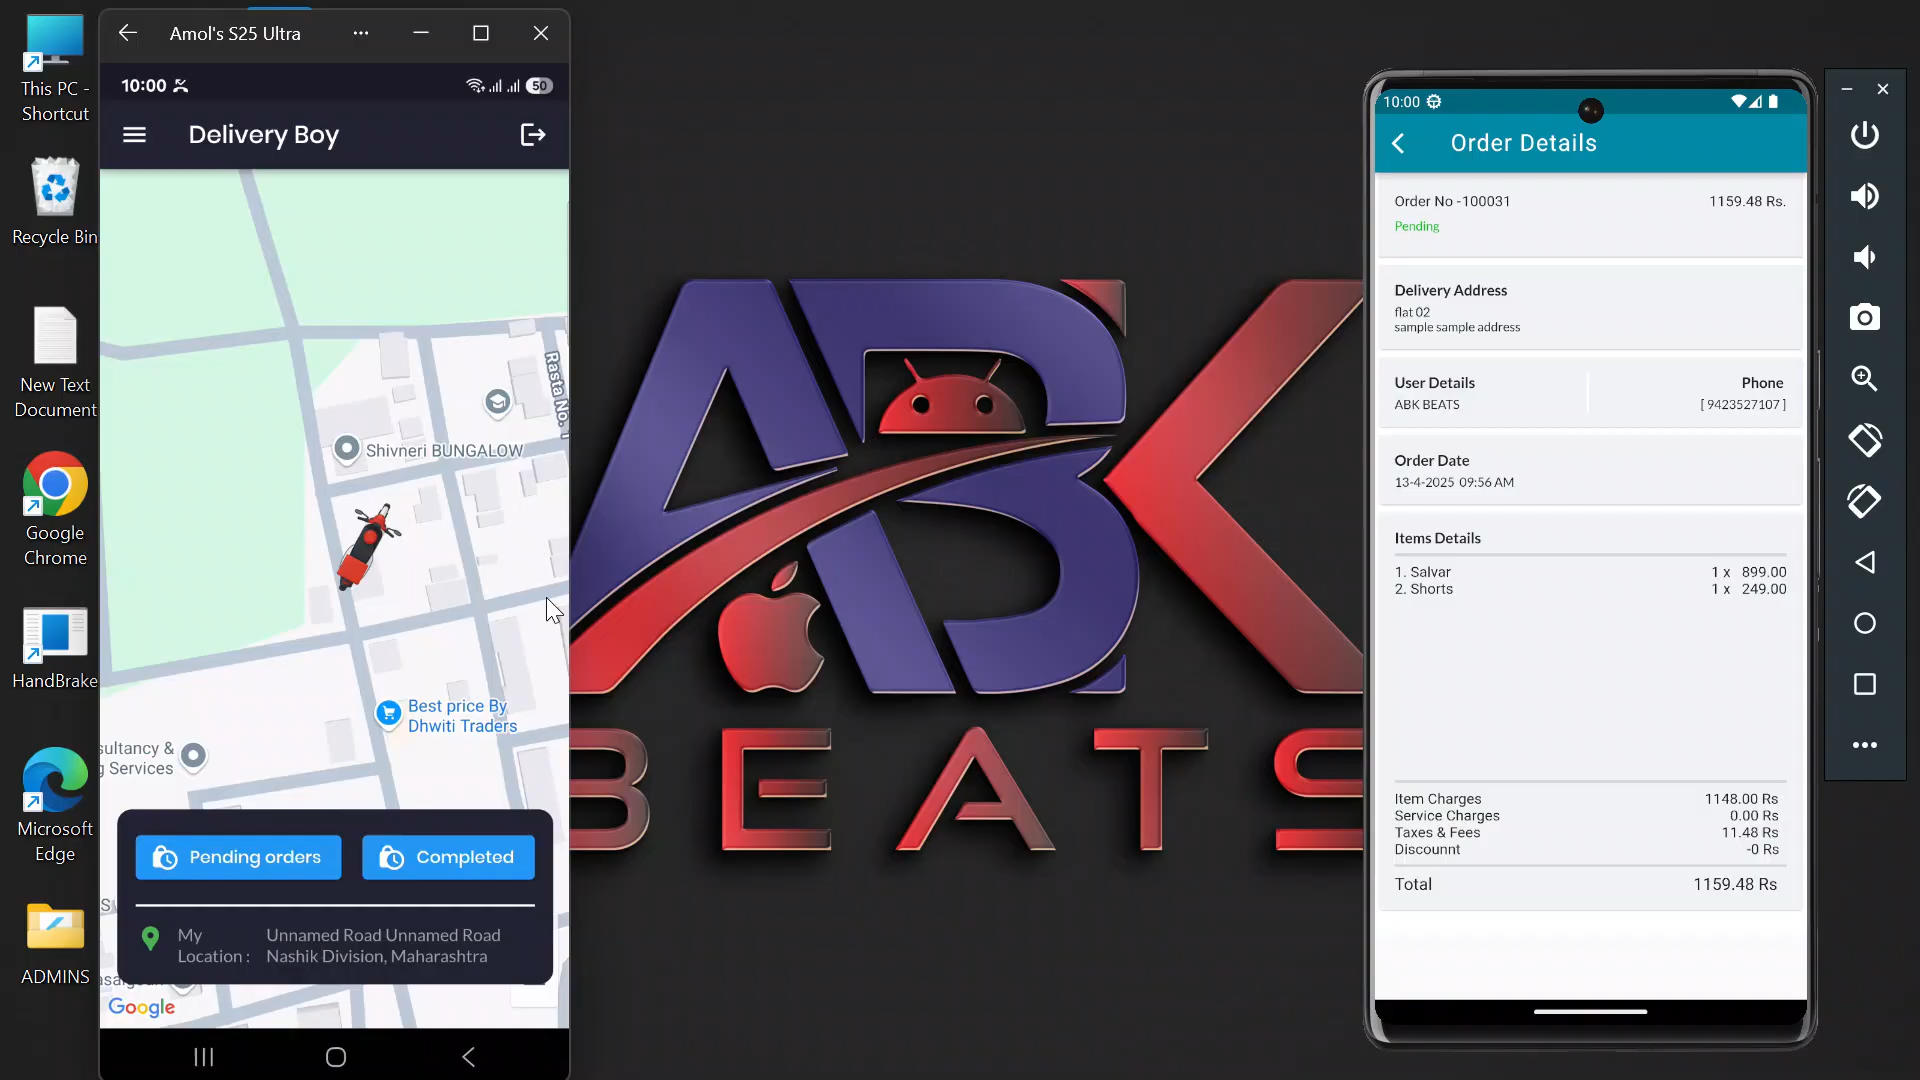 This PC -
Shortcut
Recycle Bin
New Text
Document
Google
Chrome
HandBrake
Microsoft
Edge
ADMINS
Amol's S25 Ultra
10:00
50
Delivery Boy
Rasta No. 1
Shivneri BUNGALOW
Best price By
Dhwiti Traders
sultancy &
g Services
Pending orders
Completed
My
Location :
Unnamed Road Unnamed Road
Nashik Division, Maharashtra
Google
ABK
BEATS
10:00
Order Details
Order No -100031
1159.48 Rs.
Pending
Delivery Address
flat 02
sample sample address
User Details
Phone
ABK BEATS
[ 9423527107 ]
Order Date
13-4-2025 09:56 AM
Items Details
1. Salvar 1 x 899.00
2. Shorts 1 x 249.00
Item Charges 1148.00 Rs
Service Charges 0.00 Rs
Taxes & Fees 11.48 Rs
Discounnt -0 Rs
Total 1159.48 Rs